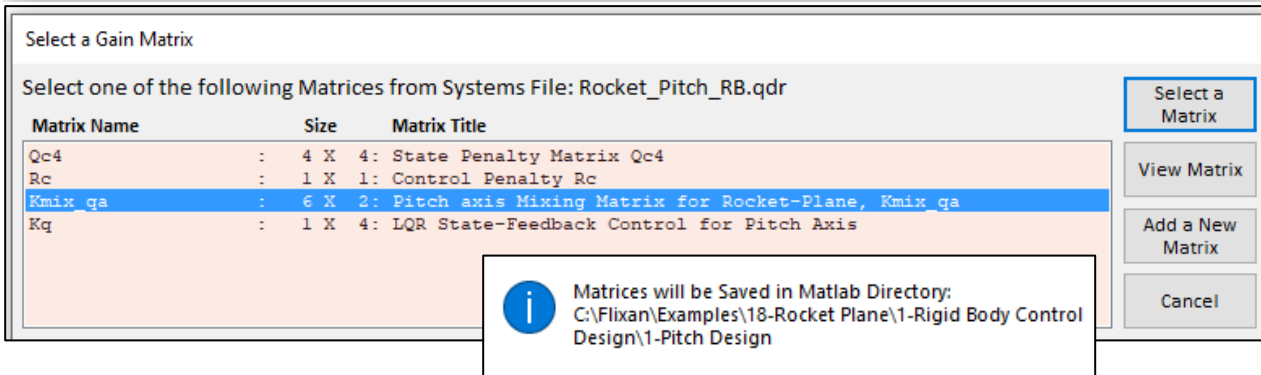 Select a Gain Matrix
Select one of the following Matrices from Systems File: Rocket_Pitch_RB.qdr
Matrix Name Size Matrix Title
Qc4 : 4 X 4: State Penalty Matrix Qc4
Rc : 1 X 1: Control Penalty Rc
Kmix_qa : 6 X 2: Pitch axis Mixing Matrix for Rocket-Plane, Kmix_qa
Kq : 1 X 4: LQR State-Feedback Control for Pitch Axis
Select a
Matrix
View Matrix
Add a New
Matrix
Cancel
i
Matrices will be Saved in Matlab Directory:
C:\Flixan\Examples\18-Rocket Plane\1-Rigid Body Control
Design\1-Pitch Design